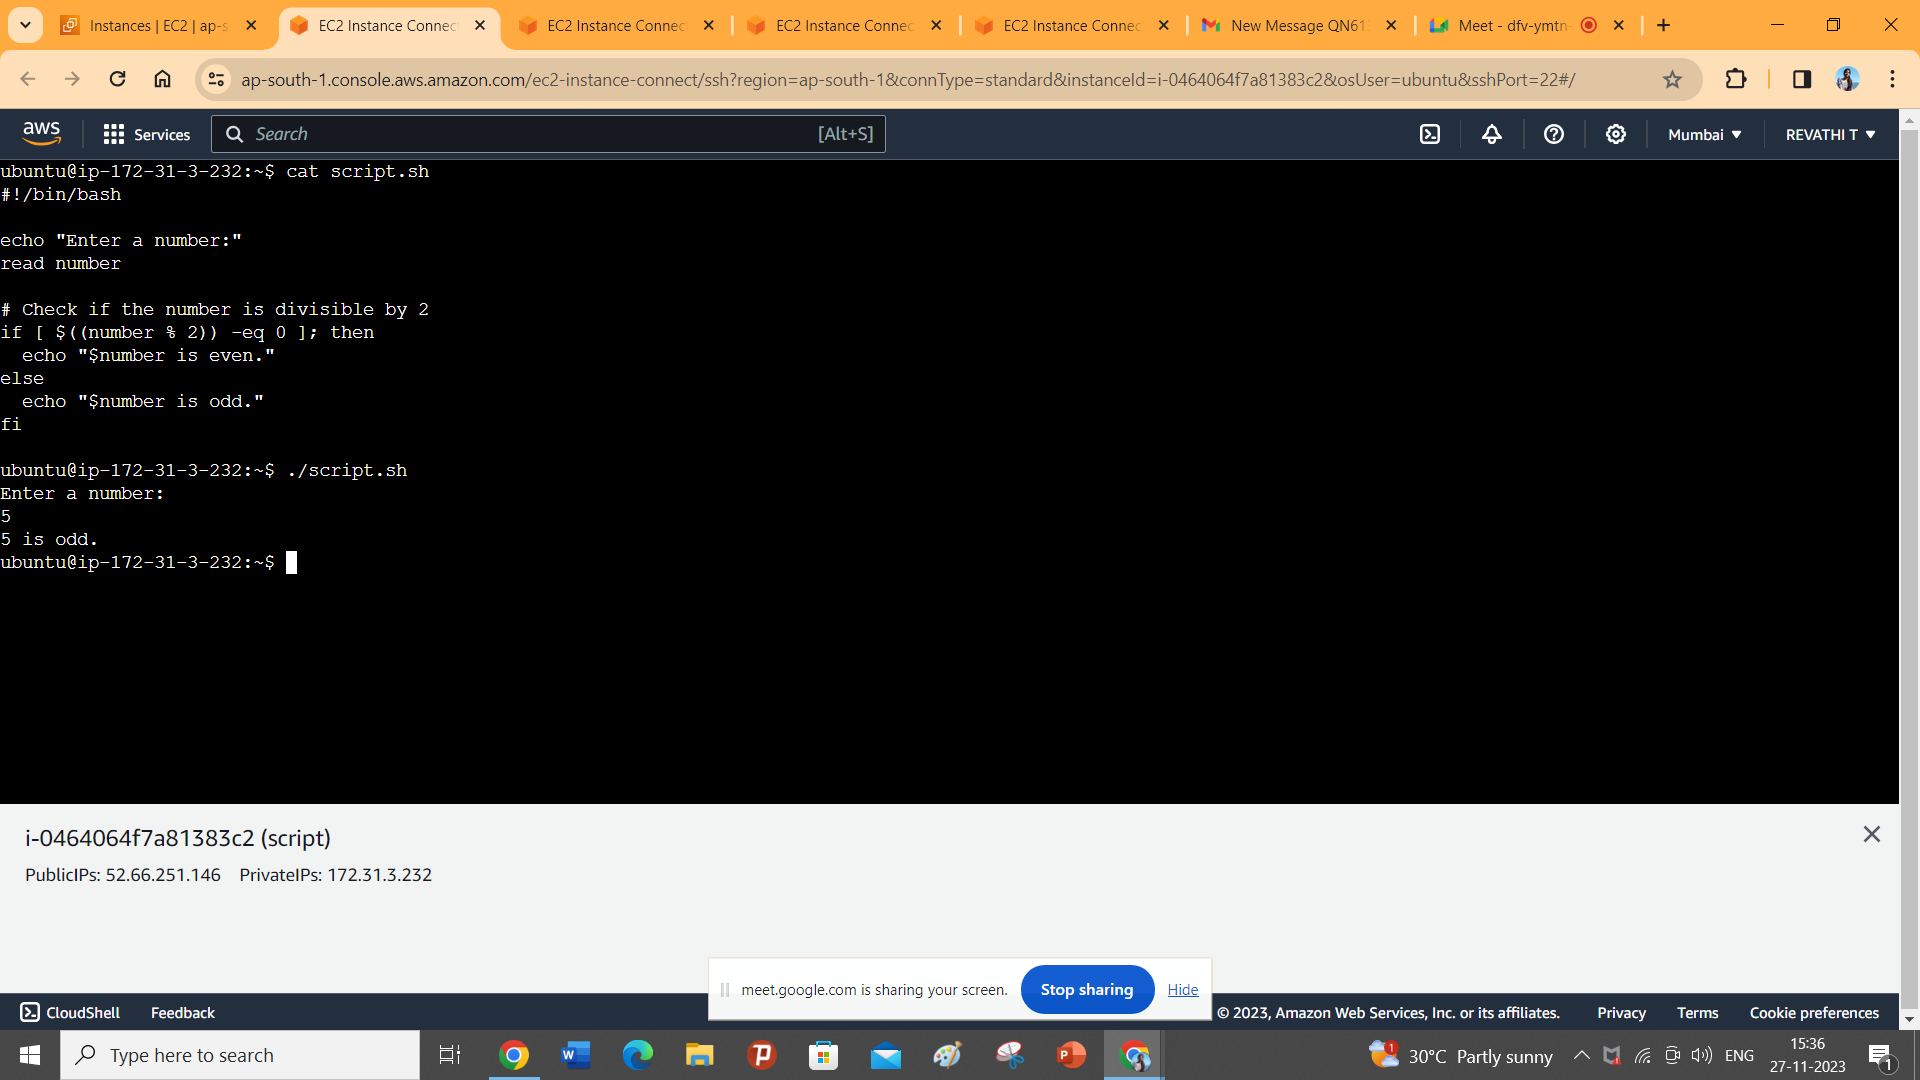 Instances | EC2 | ap-s
EC2 Instance Connect
EC2 Instance Connect
EC2 Instance Connec
EC2 Instance Connec
New Message QN613
Meet - dfv-ymtn-
ap-south-1.console.aws.amazon.com/ec2-instance-connect/ssh?region=ap-south-1&connType=standard&instanceId=i-0464064f7a81383c2&osUser=ubuntu&sshPort=22#/
aws
Services
Search
[Alt+S]
Mumbai
REVATHI T
ubuntu@ip-172-31-3-232:~$ cat script.sh
#!/bin/bash
echo "Enter a number:"
read number
# Check if the number is divisible by 2
if [ $((number % 2)) -eq 0 ]; then
  echo "$number is even."
else
  echo "$number is odd."
fi
ubuntu@ip-172-31-3-232:~$ ./script.sh
Enter a number:
5
5 is odd.
ubuntu@ip-172-31-3-232:~$
i-0464064f7a81383c2 (script)
PublicIPs: 52.66.251.146 PrivateIPs: 172.31.3.232
meet.google.com is sharing your screen.
Stop sharing
Hide
CloudShell
Feedback
© 2023, Amazon Web Services, Inc. or its affiliates.
Privacy
Terms
Cookie preferences
Type here to search
1
30°C Partly sunny
ENG
15:36
27-11-2023
1